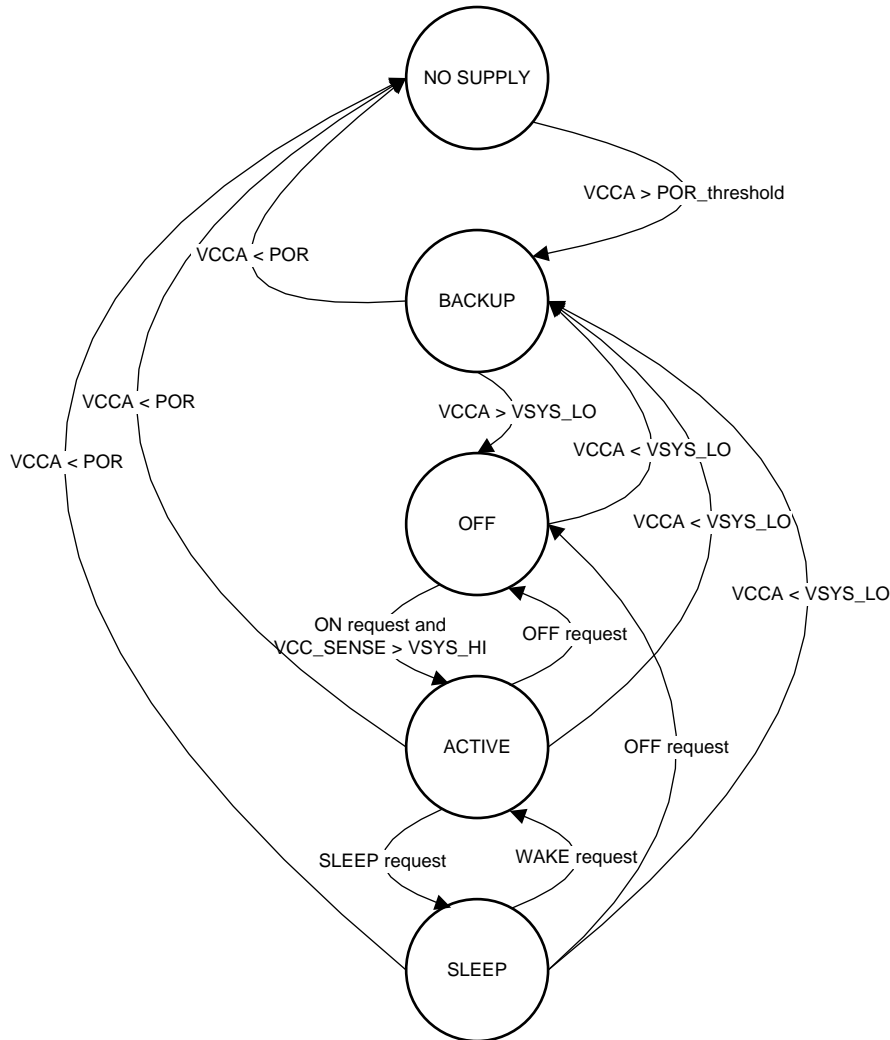 NO SUPPLY
VCCA > POR_threshold
VCCA < POR
BACKUP
VCCA < POR
VCCA > VSYS_LO
VCCA < VSYS_LO
VCCA < POR
OFF
VCCA < VSYS_LO
VCCA < VSYS_LO
ON request and
VCC_SENSE > VSYS_HI
OFF request
ACTIVE
OFF request
SLEEP request
WAKE request
SLEEP